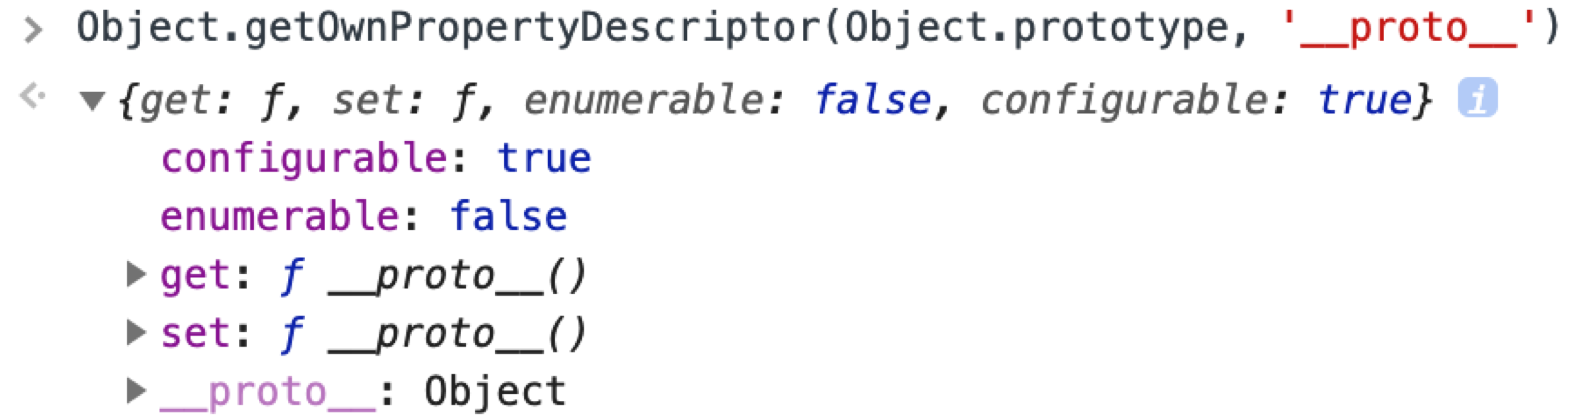 > Object.getOwnPropertyDescriptor(Object.prototype, '__proto__')
<· ▼ {get: ƒ, set: ƒ, enumerable: false, configurable: true} i
configurable: true
enumerable: false
▶ get: ƒ __proto__()
▶ set: ƒ __proto__()
▶ __proto__: Object